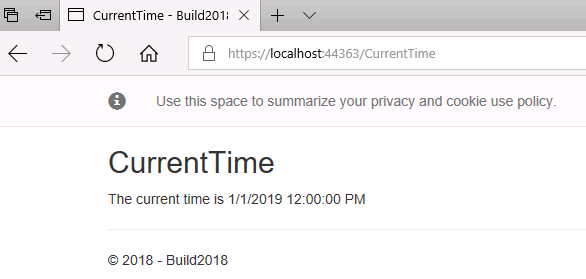 CurrentTime - Build2018
https://localhost:44363/CurrentTime
Use this space to summarize your privacy and cookie use policy.
CurrentTime
The current time is 1/1/2019 12:00:00 PM
© 2018 - Build2018